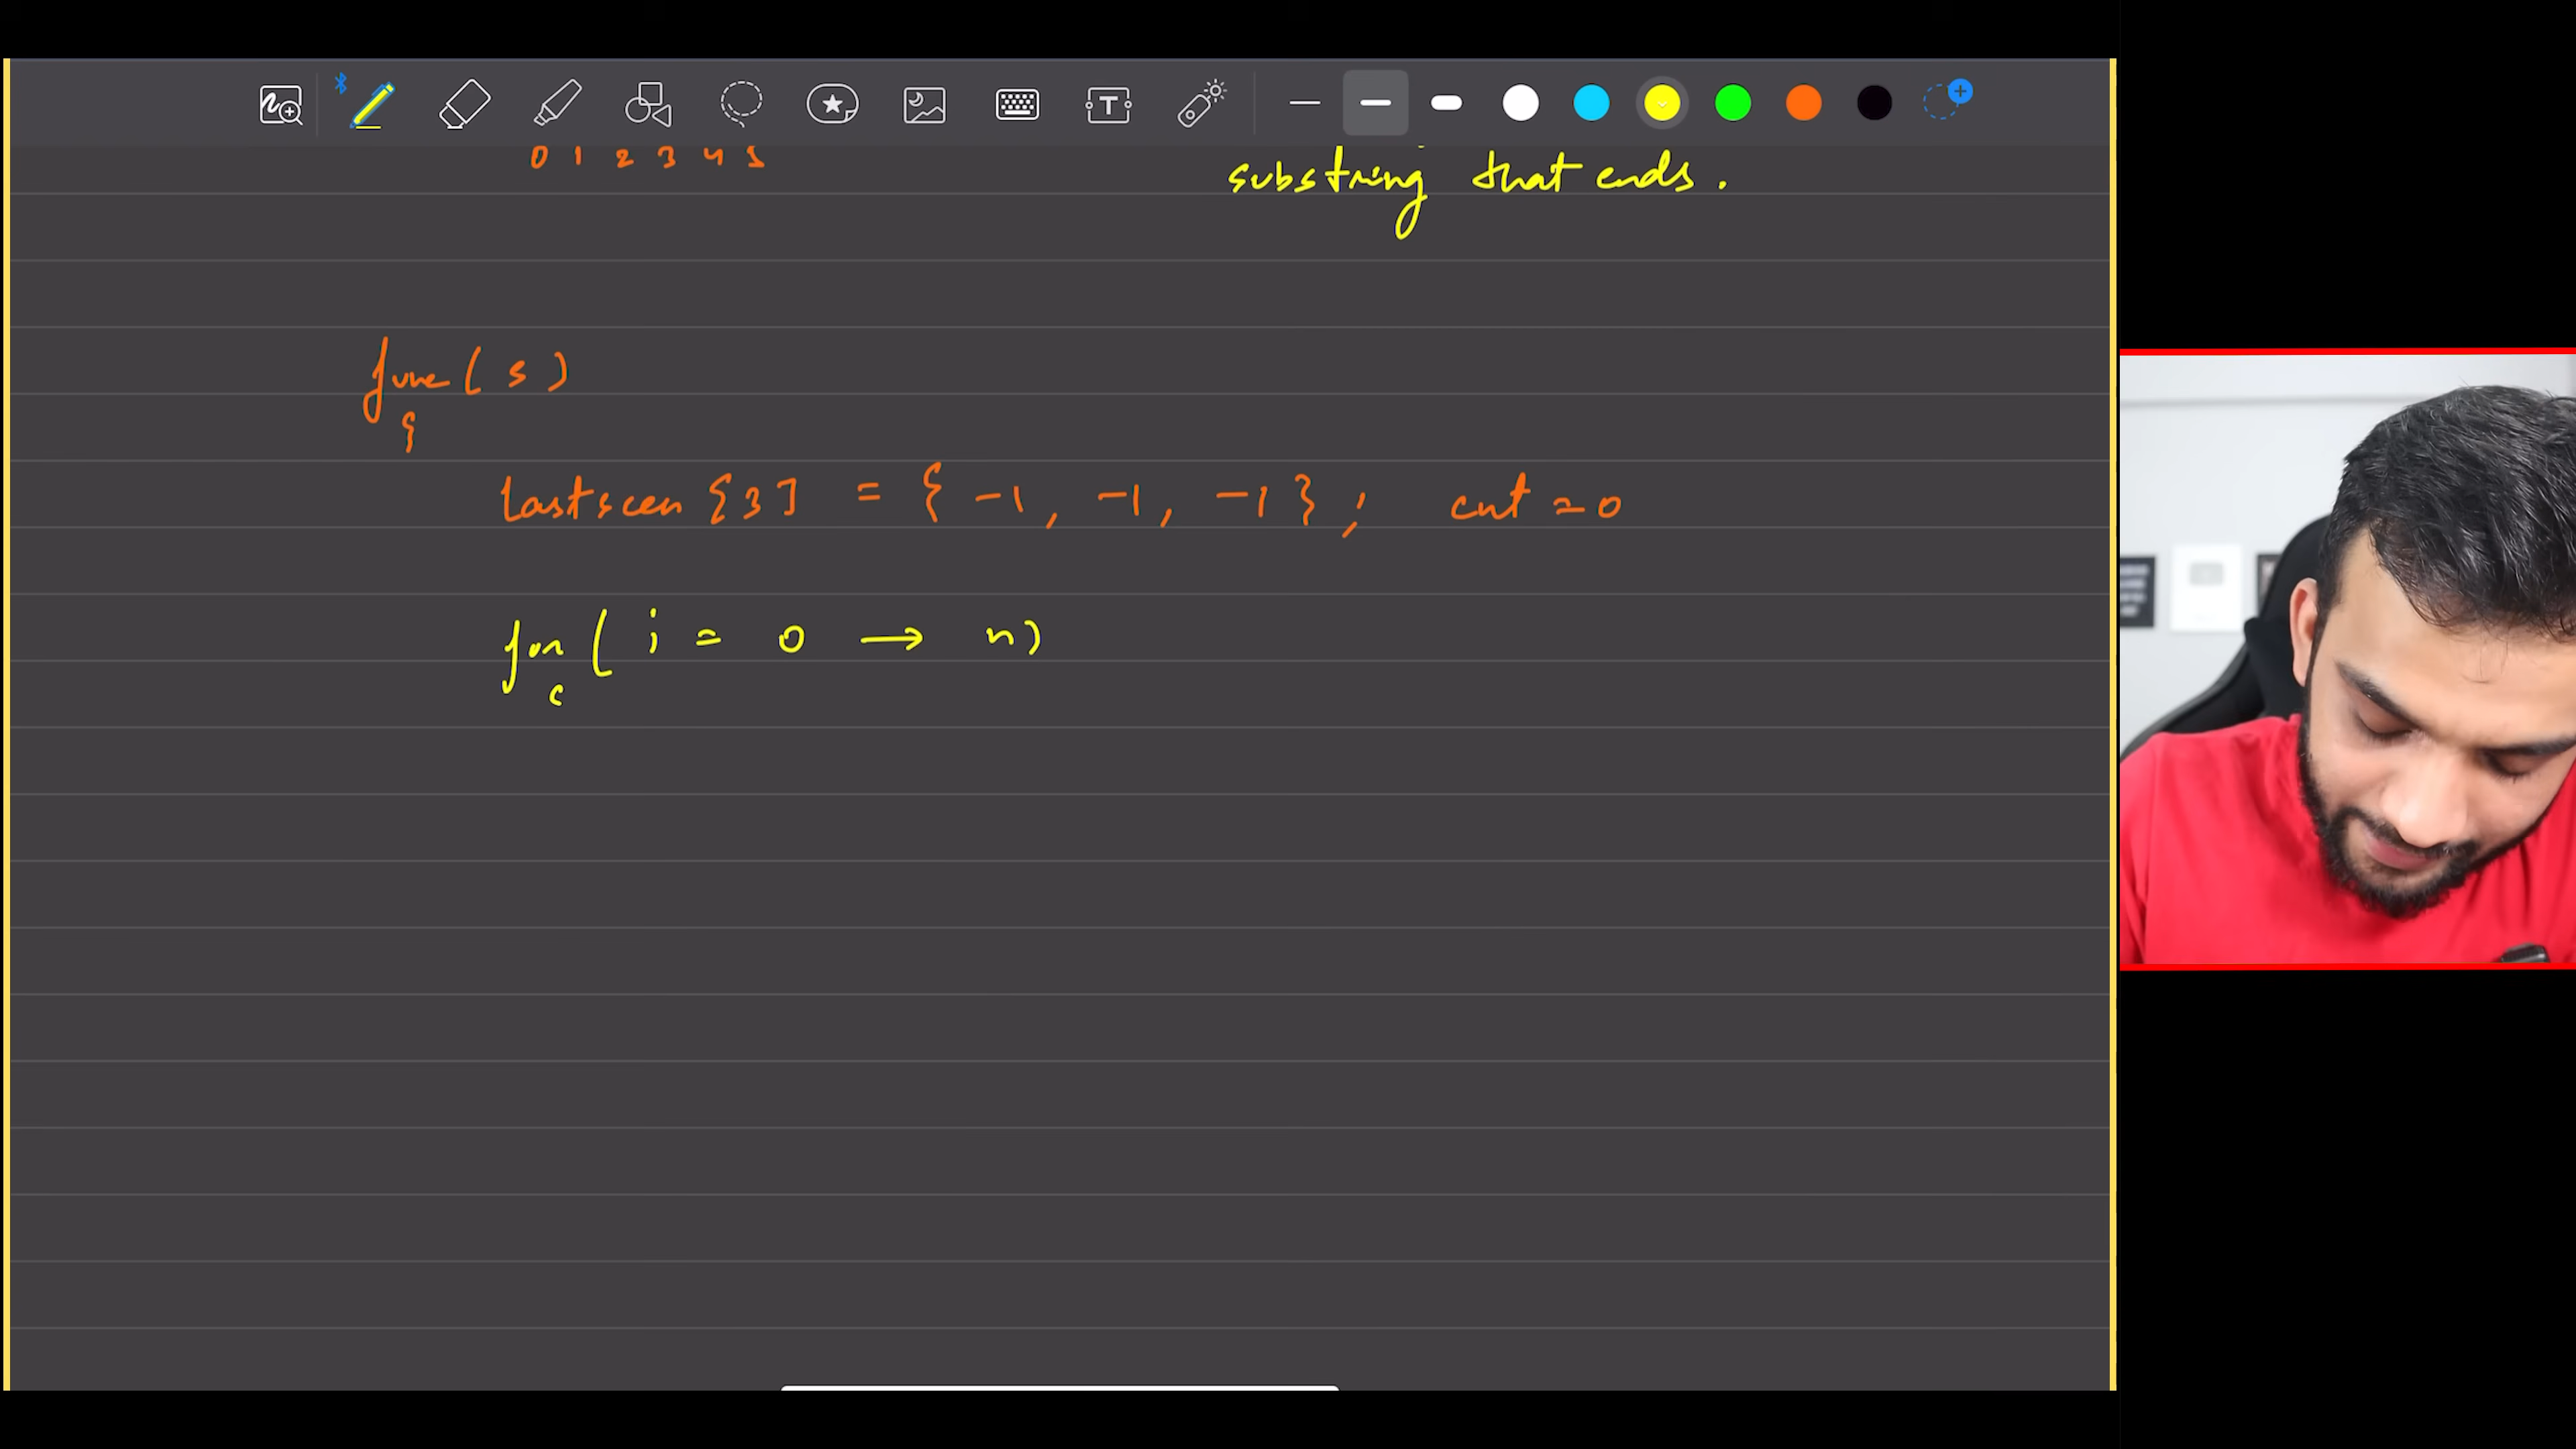 0 1 2 3 4 5
substring that ends.
func(s)
{
lastseen[3] = {-1, -1, -1}; cnt = 0
for(i = 0 → n)
{